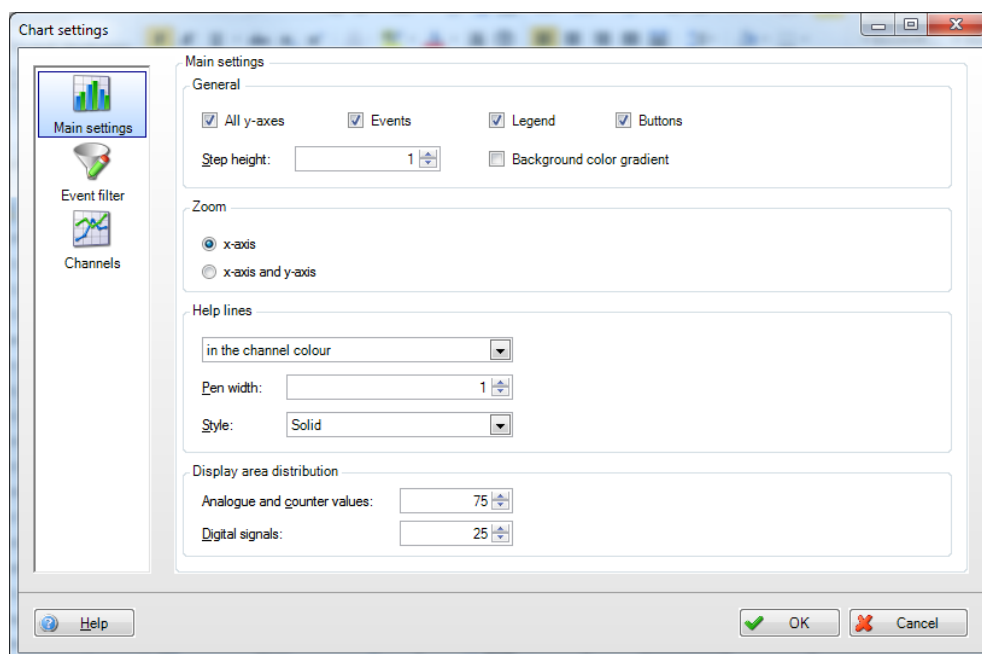 Chart settings
Main settings
Event filter
Channels
Main settings
General
All y-axes Events Legend Buttons
Step height: 1 Background color gradient
Zoom
x-axis
x-axis and y-axis
Help lines
in the channel colour
Pen width: 1
Style: Solid
Display area distribution
Analogue and counter values: 75
Digital signals: 25
Help OK Cancel